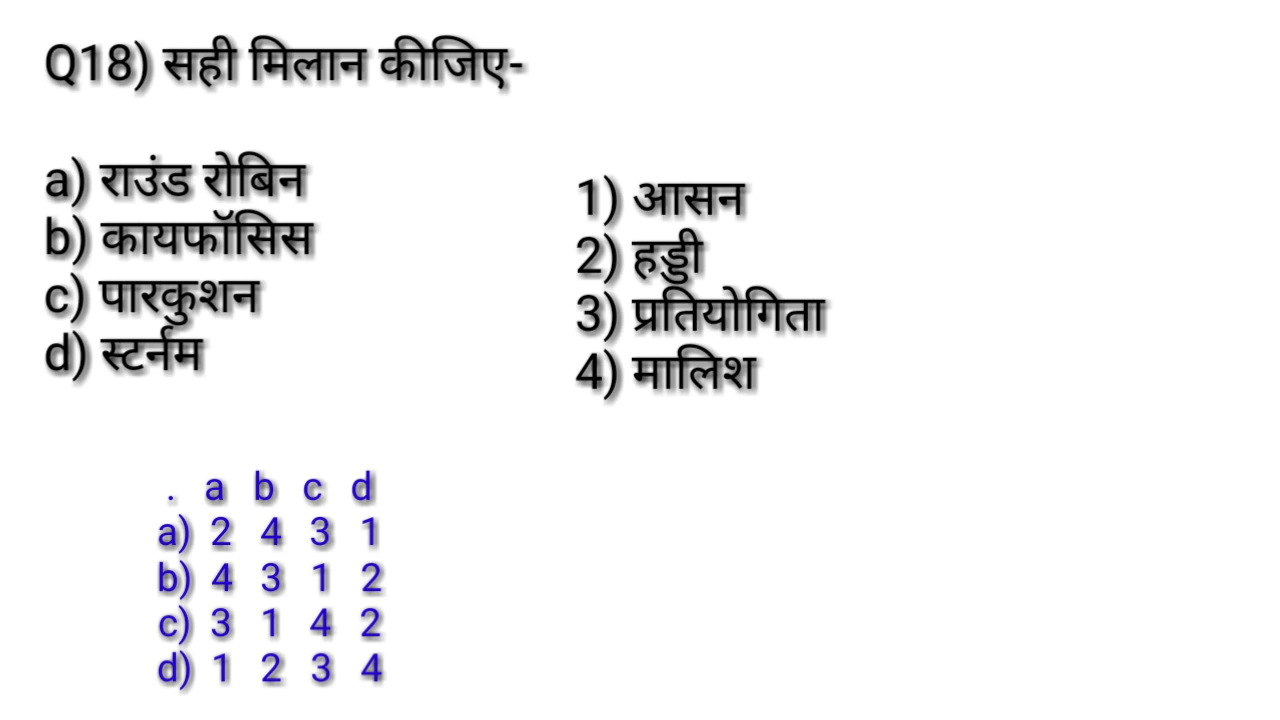 Q18) सही मिलान कीजिए-
a) राउंड रोबिन
b) कायफॉसिस
c) पारकुशन
d) स्टर्नम
1) आसन
2) हड्डी
3) प्रतियोगिता
4) मालिश
. a b c d
a) 2 4 3 1
b) 4 3 1 2
c) 3 1 4 2
d) 1 2 3 4